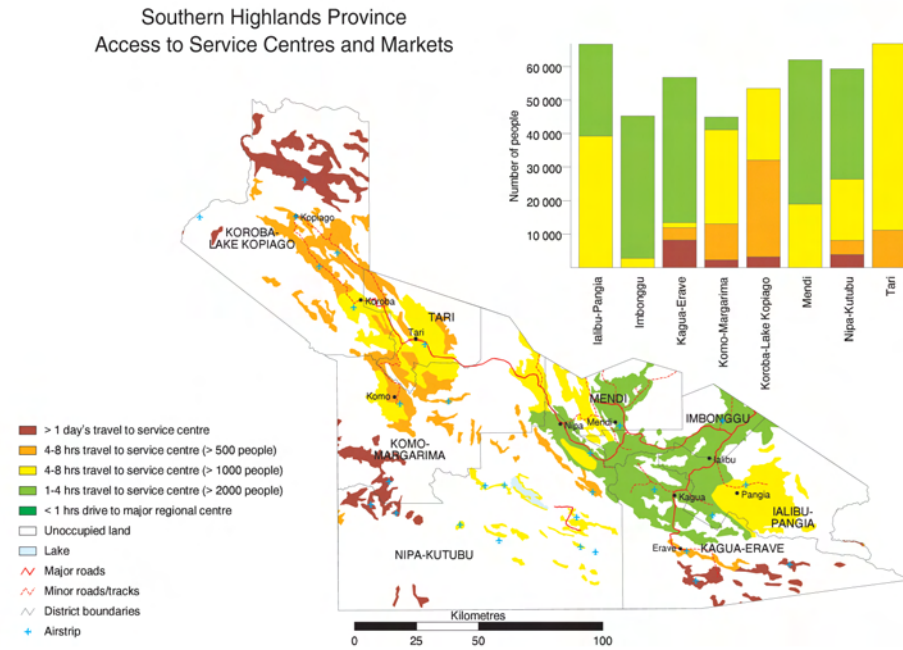 Southern Highlands Province
Access to Service Centres and Markets
Number of people
60 000
50 000
40 000
30 000
20 000
10 000
Ialibu-Pangia
Imbonggu
Kagua-Erave
Komo-Margarima
Koroba-Lake Kopiago
Mendi
Nipa-Kutubu
Tari
Kopiago
KOROBA-
LAKE KOPIAGO
Koroba
TARI
Tari
Komo
KOMO-
MARGARIMA
MENDI
Mendi
Nipa
IMBONGGU
Ialibu
Kagua
Pangia
IALIBU-
PANGIA
NIPA-KUTUBU
Erave
KAGUA-ERAVE
> 1 day's travel to service centre
4-8 hrs travel to service centre (> 500 people)
4-8 hrs travel to service centre (> 1000 people)
1-4 hrs travel to service centre (> 2000 people)
< 1 hrs drive to major regional centre
Unoccupied land
Lake
Major roads
Minor roads/tracks
District boundaries
Airstrip
Kilometres
0 25 50 100